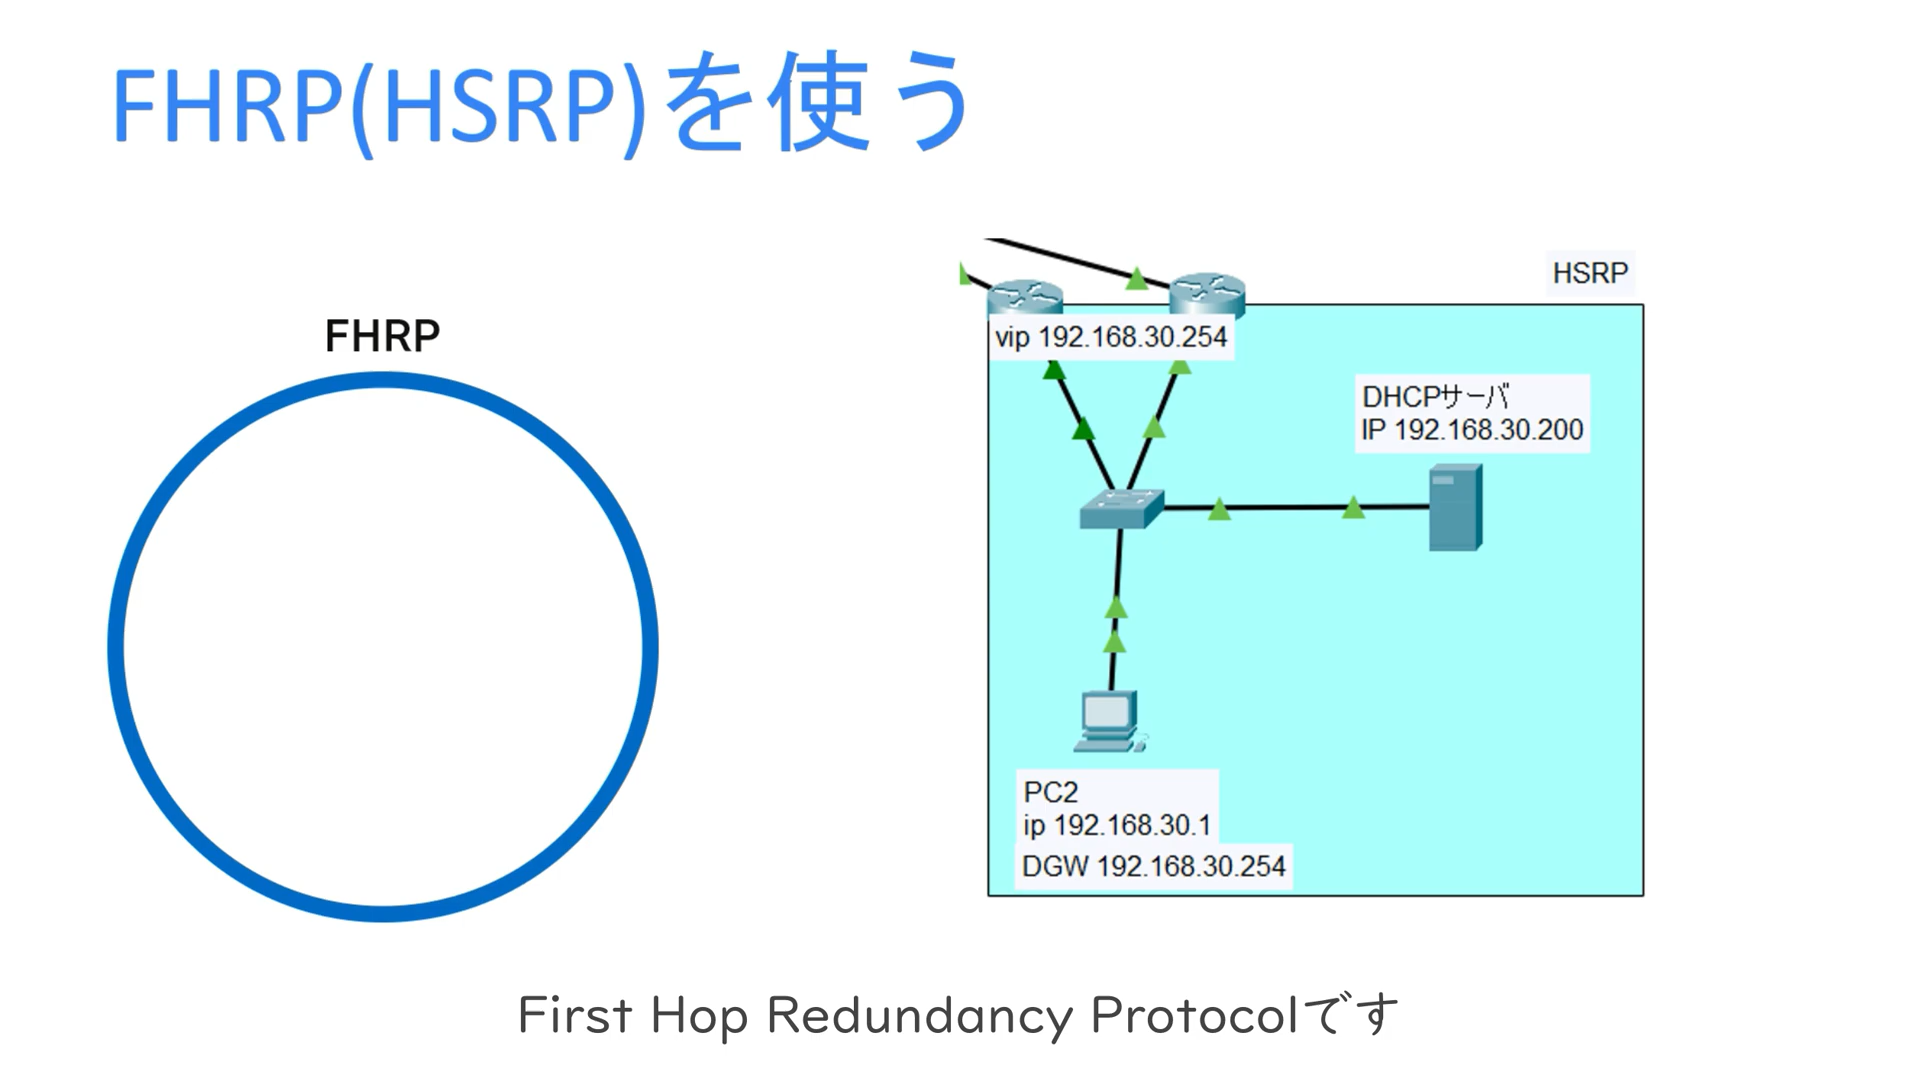 FHRP(HSRP)を使う
FHRP
HSRP
vip 192.168.30.254
DHCPサーバ
IP 192.168.30.200
PC2
ip 192.168.30.1
DGW 192.168.30.254
First Hop Redundancy Protocolです